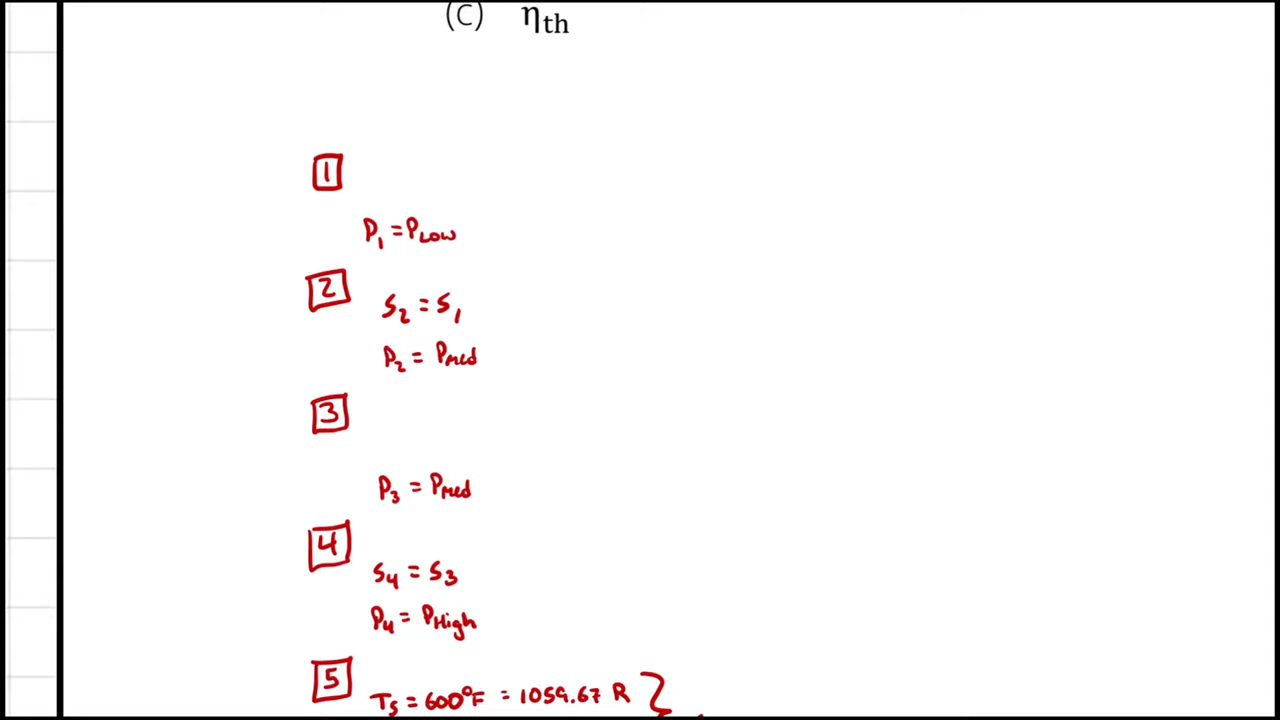 (C) ηth
1
P1 = PLow
2
S2 = S1
P2 = Pmed
3
P3 = Pmed
4
S4 = S3
P4 = PHigh
5
T5 = 600°F = 1059.67 R }